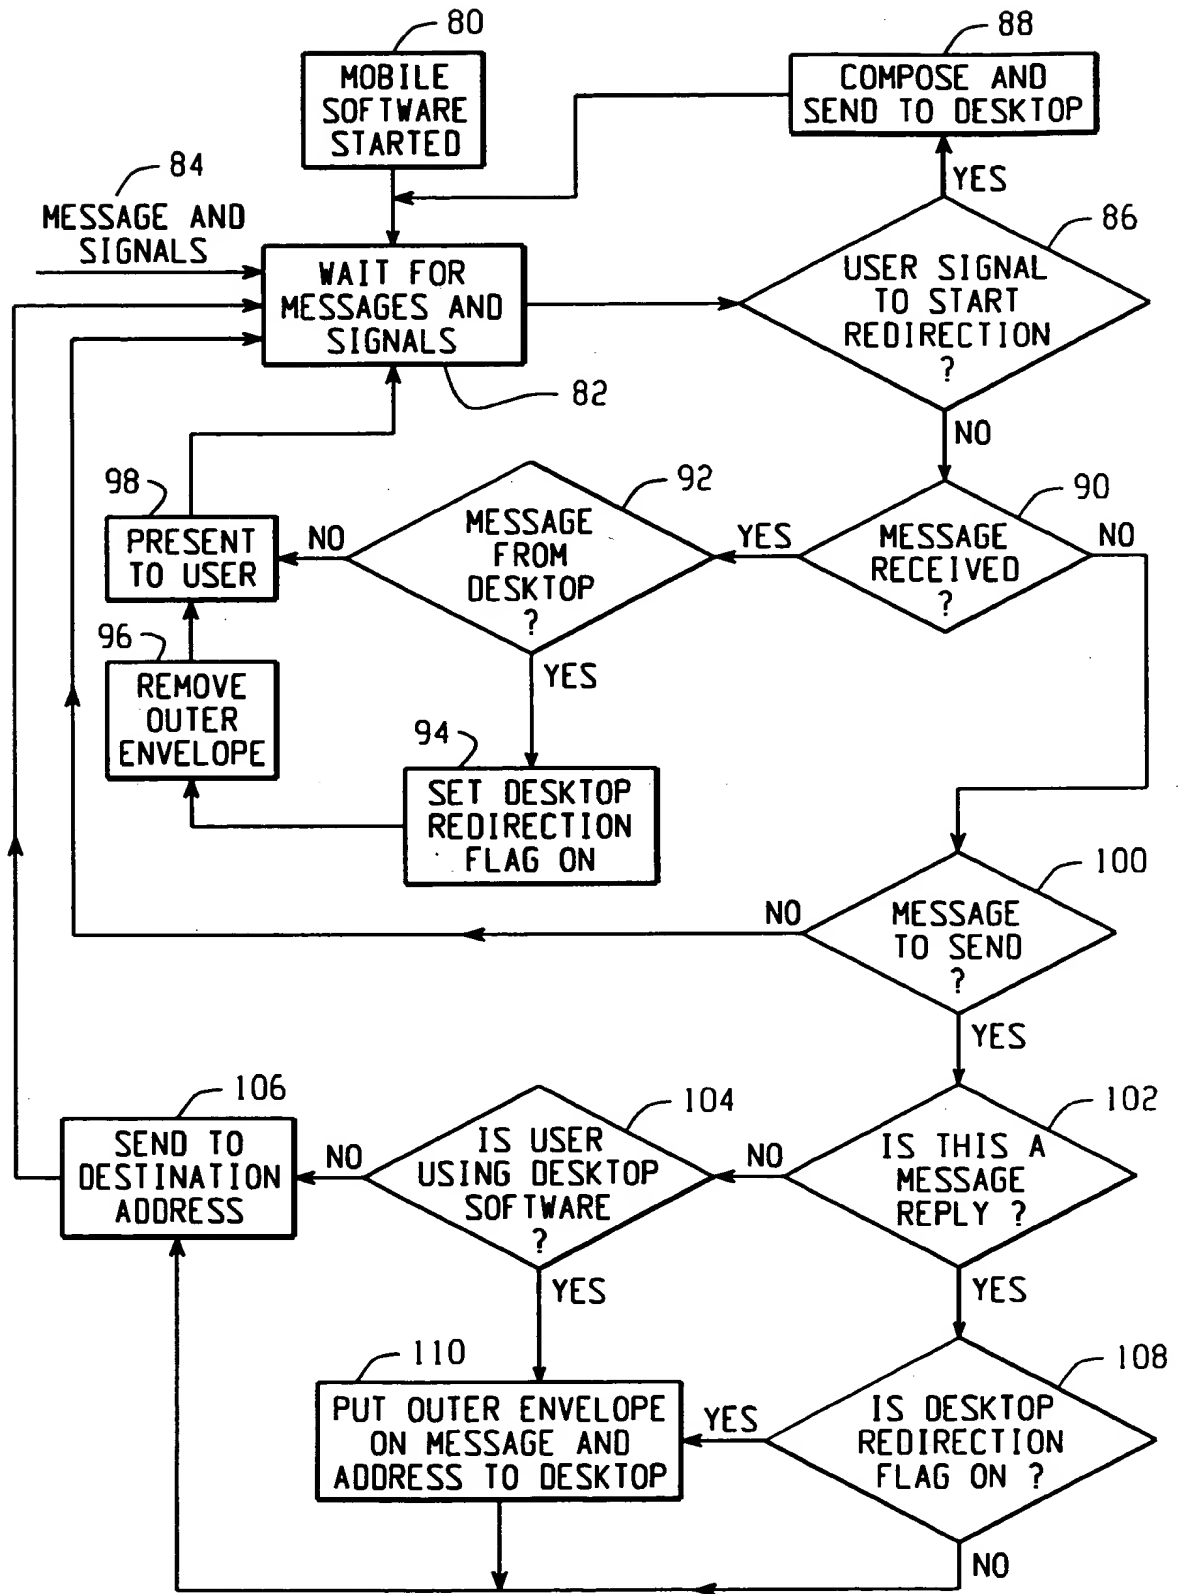 80
MOBILE
SOFTWARE
STARTED
88
COMPOSE AND
SEND TO DESKTOP
YES
84
MESSAGE AND
SIGNALS
WAIT FOR
MESSAGES AND
SIGNALS
82
86
USER SIGNAL
TO START
REDIRECTION
?
NO
98
PRESENT
TO USER
NO
92
MESSAGE
FROM
DESKTOP
?
YES
YES
90
MESSAGE
RECEIVED
?
NO
96
REMOVE
OUTER
ENVELOPE
94
SET DESKTOP
REDIRECTION
FLAG ON
NO
100
MESSAGE
TO SEND
?
YES
106
SEND TO
DESTINATION
ADDRESS
NO
104
IS USER
USING DESKTOP
SOFTWARE
?
YES
NO
102
IS THIS A
MESSAGE
REPLY ?
YES
110
PUT OUTER ENVELOPE
ON MESSAGE AND
ADDRESS TO DESKTOP
YES
108
IS DESKTOP
REDIRECTION
FLAG ON ?
NO